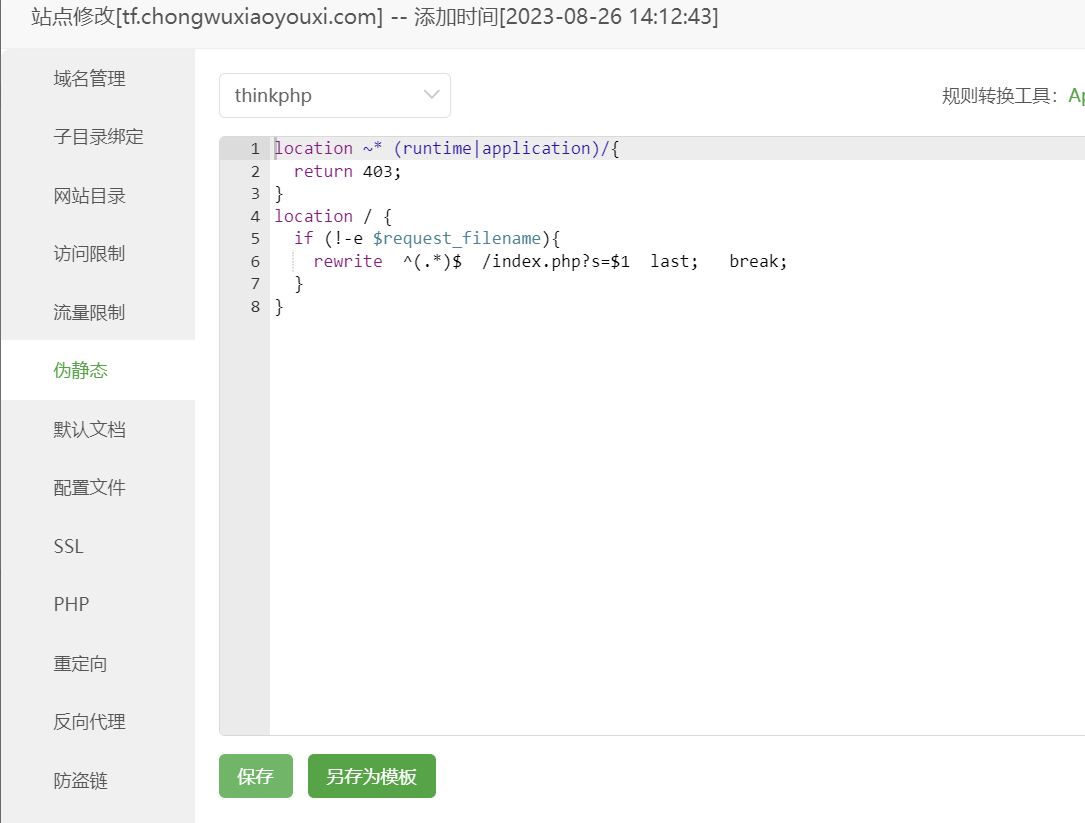 站点修改[tf.chongwuxiaoyouxi.com] -- 添加时间[2023-08-26 14:12:43]
域名管理
子目录绑定
网站目录
访问限制
流量限制
伪静态
默认文档
配置文件
SSL
PHP
重定向
反向代理
防盗链
thinkphp
规则转换工具：Ap
1 location ~* (runtime|application)/{
2 return 403;
3 }
4 location / {
5 if (!-e $request_filename){
6 rewrite ^(.*)$ /index.php?s=$1 last; break;
7 }
8 }
保存
另存为模板